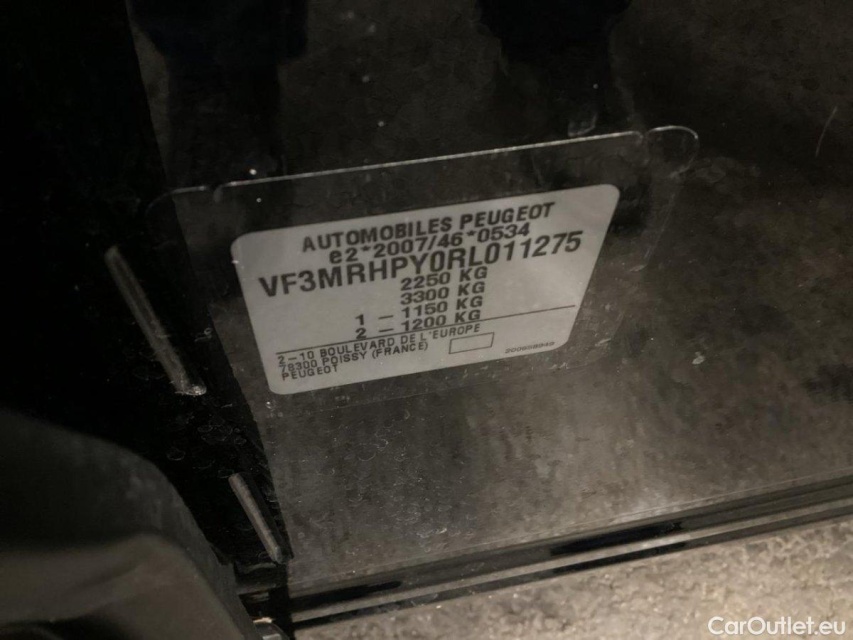 AUTOMOBILES PEUGEOT
e2*2007/46*0534
VF3MRHPY0RL011275
2250 KG
3300 KG
1 - 1150 KG
2 - 1200 KG
2-10 BOULEVARD DE L'EUROPE
78300 POISSY (FRANCE)
PEUGEOT
CarOutlet.eu